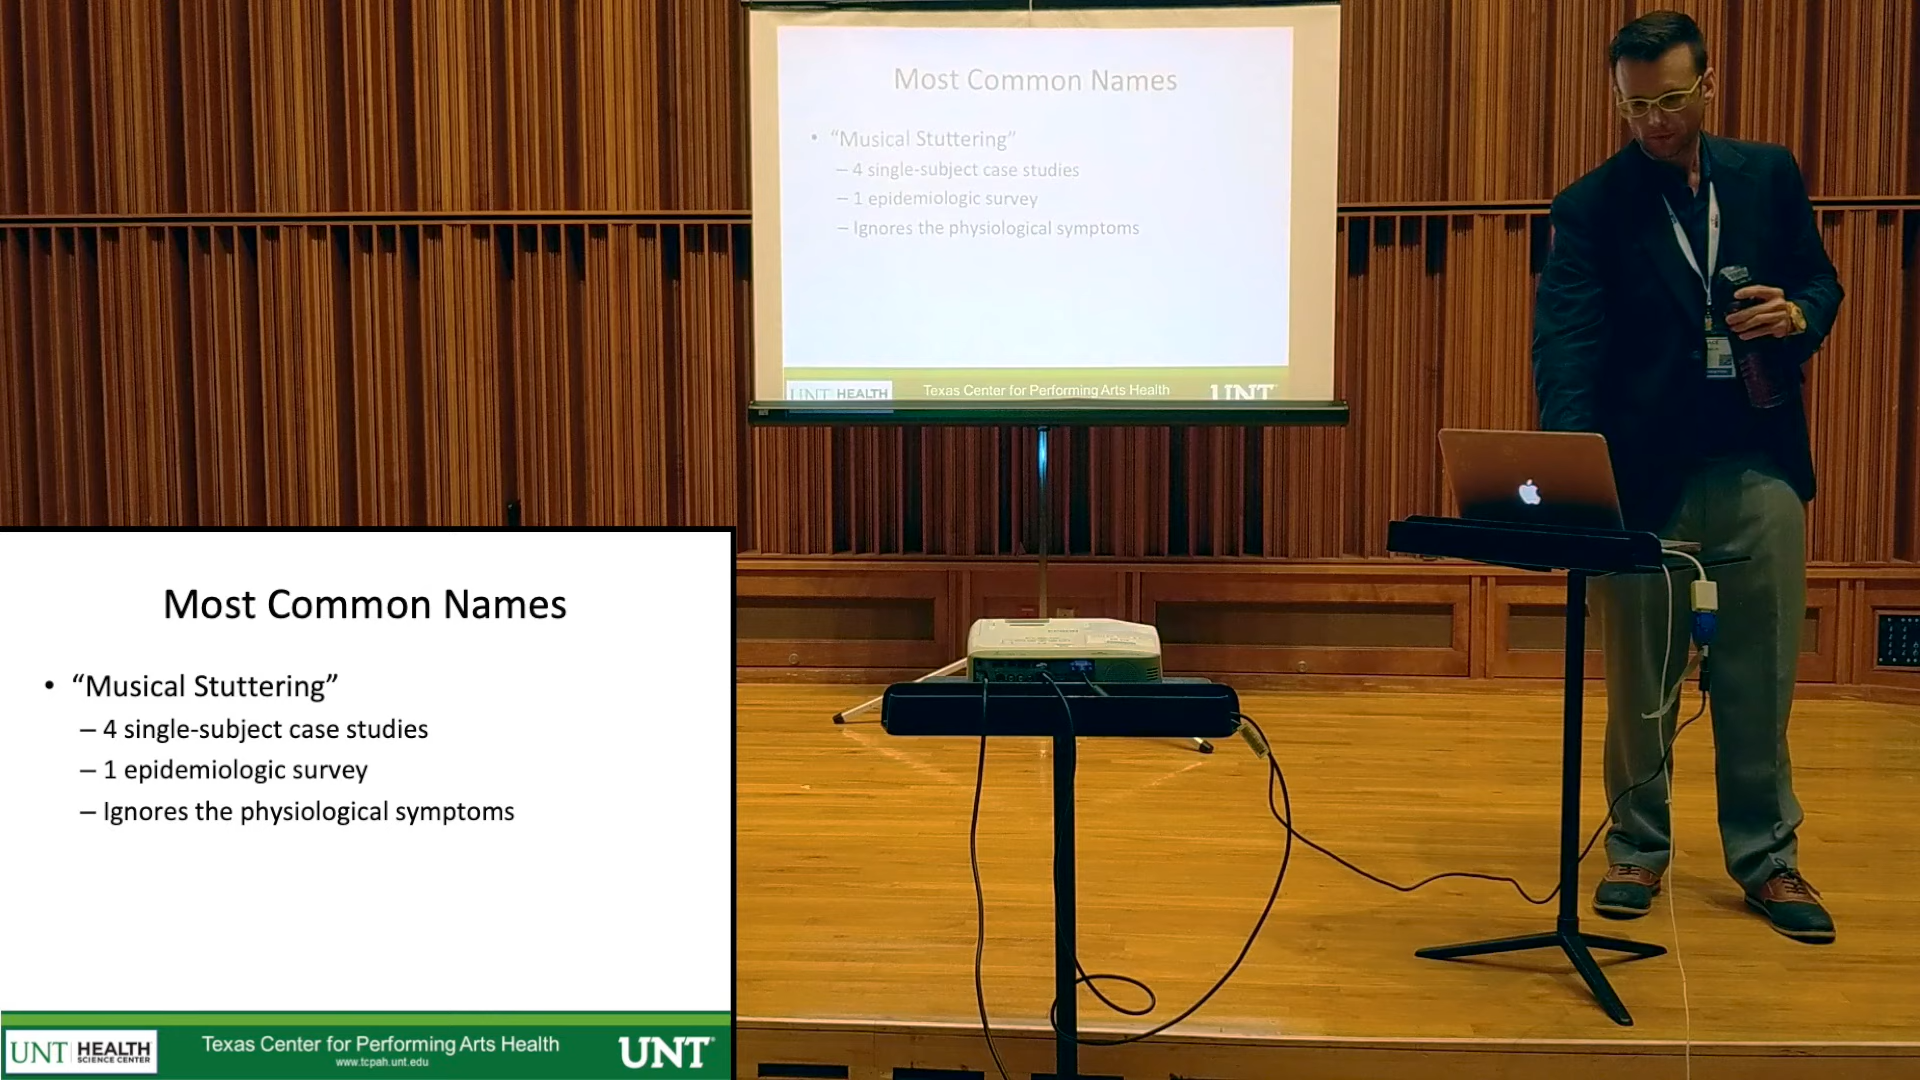 Most Common Names
• “Musical Stuttering”
– 4 single-subject case studies
– 1 epidemiologic survey
– Ignores the physiological symptoms
UNT HEALTH
Texas Center for Performing Arts Health
UNT
Most Common Names
• “Musical Stuttering”
– 4 single-subject case studies
– 1 epidemiologic survey
– Ignores the physiological symptoms
UNT HEALTH
SCIENCE CENTER
Texas Center for Performing Arts Health
www.tcpah.unt.edu
UNT